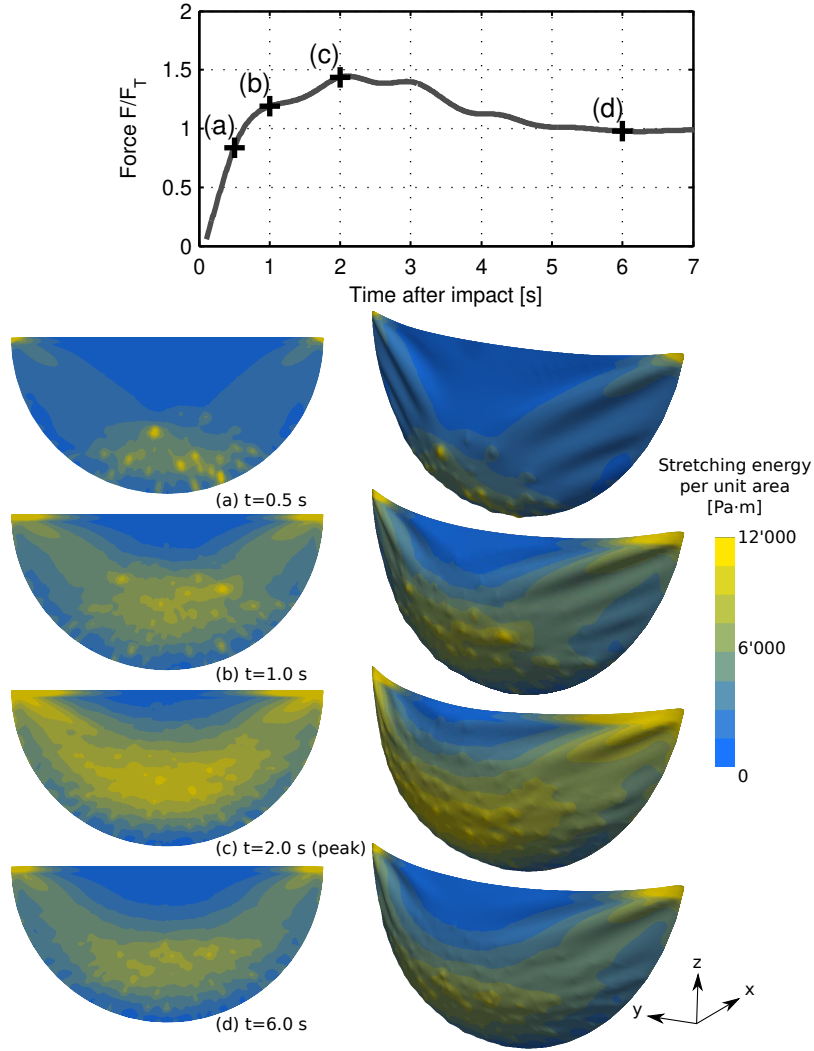 2
1.5
1
0.5
0
Force F/F_T
(a)
(b)
(c)
(d)
0 1 2 3 4 5 6 7
Time after impact [s]
(a) t=0.5 s
(b) t=1.0 s
(c) t=2.0 s (peak)
(d) t=6.0 s
Stretching energy
per unit area
[Pa·m]
12'000
6'000
0
z
x
y